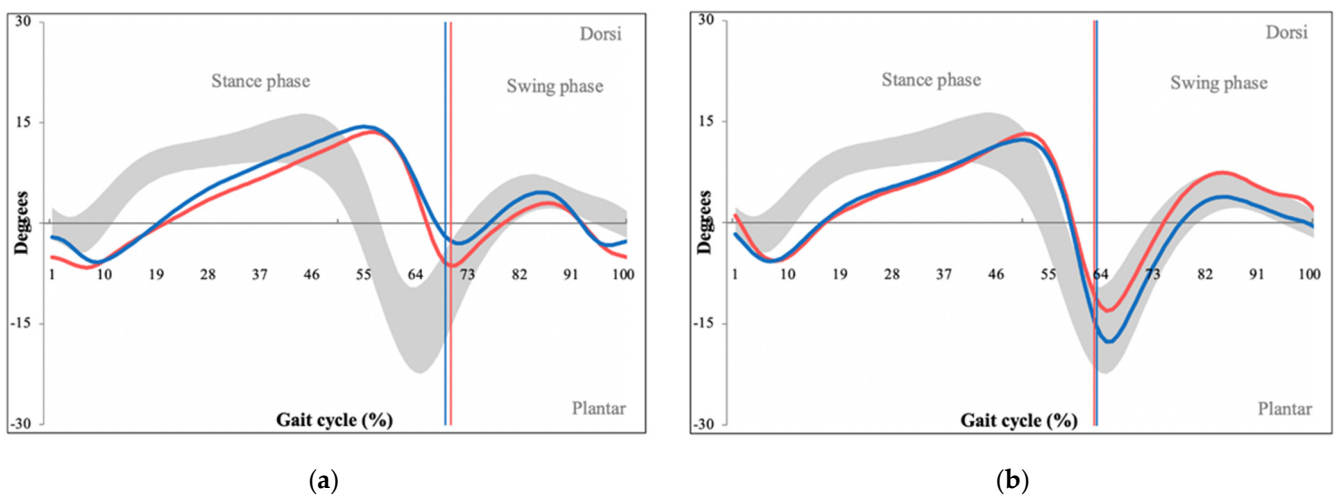 30
Dorsi
Stance phase
Swing phase
15
Degrees
0
1 10 19 28 37 46 55 64 73 82 91 100
-15
Plantar
Gait cycle (%)
-30
(a)
30
Dorsi
Stance phase
Swing phase
15
Degrees
0
1 10 19 28 37 46 55 64 73 82 91 100
-15
Plantar
Gait cycle (%)
-30
(b)